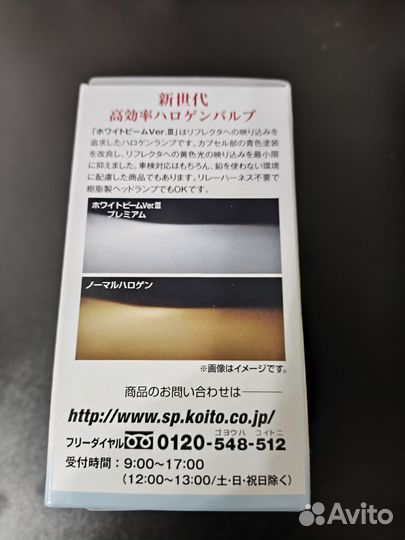 新世代
高効率ハロゲンバルブ
「ホワイトビームVer.Ⅲ」はリフレクタへの映り込みを
追求したハロゲンランプです。カプセル部の青色塗装
を改良し、リフレクタへの黄色光の映り込みを最小限
に抑えました。車検対応はもちろん、鉛を使わない環境
に配慮した商品でもあります。リレーハーネス不要で
樹脂製ヘッドランプでもOKです。
ホワイトビームVer.Ⅲ
プレミアム
ノーマルハロゲン
※画像はイメージです。
商品のお問い合わせは
http://www.sp.koito.co.jp/
ゴヨウハ コイトニ
フリーダイヤル 0120-548-512
受付時間：9:00〜17:00
（12:00〜13:00/土・日・祝日除く）
Avito